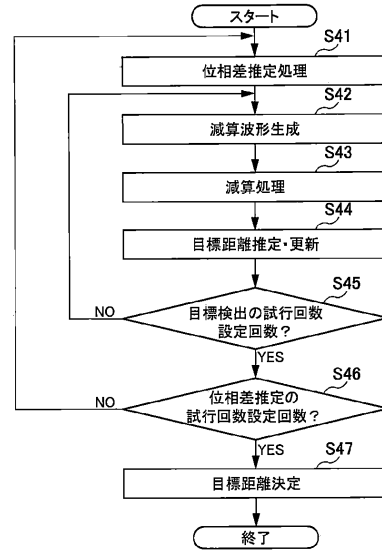 スタート
S41
位相差推定処理
S42
減算波形生成
S43
減算処理
S44
目標距離推定・更新
S45
目標検出の試行回数
設定回数？
NO
YES
S46
位相差推定の
試行回数設定回数？
NO
YES
S47
目標距離決定
終了